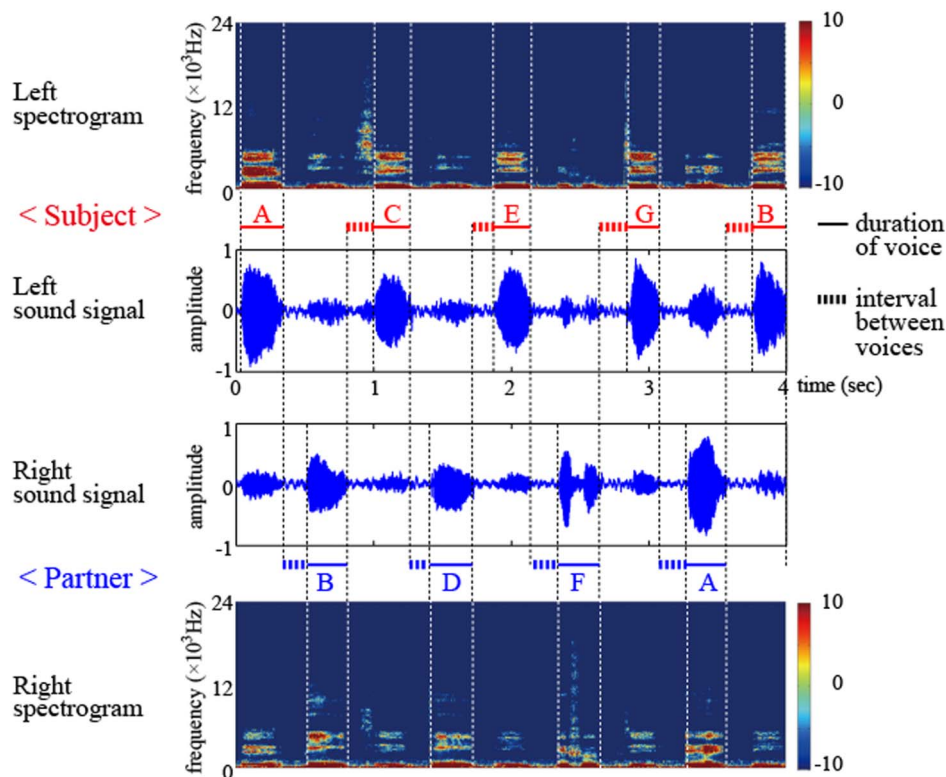 24
10
Left
spectrogram
frequency (×10³Hz)
12
0
0
-10
< Subject >
A
C
E
G
B
duration
of voice
Left
sound signal
amplitude
1
0
-1
interval
between
voices
0
1
2
3
4
time (sec)
Right
sound signal
amplitude
1
0
-1
< Partner >
B
D
F
A
24
10
Right
spectrogram
frequency (×10³Hz)
12
0
0
-10